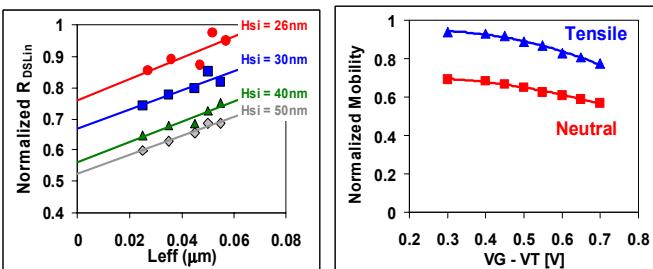 Normalized R DSLin
1
0.9
0.8
0.7
0.6
0.5
0.4
0
0.02
0.04
0.06
0.08
Leff (μm)
Hsi = 26nm
Hsi = 30nm
Hsi = 40nm
Hsi = 50nm
Normalized Mobility
1
0.8
0.6
0.4
0.2
0
0.2
0.3
0.4
0.5
0.6
0.7
0.8
VG - VT [V]
Tensile
Neutral